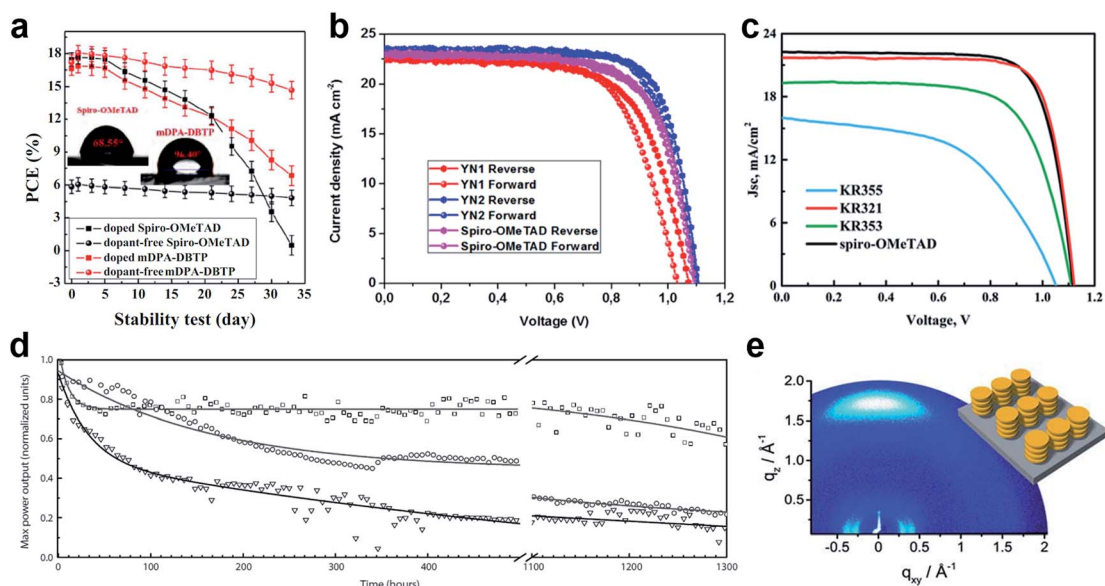 a
PCE (%)
18
15
12
9
6
3
0
-3
Spiro-OMeTAD
68.55°
mDPA-DBTP
96.40°
doped Spiro-OMeTAD
dopant-free Spiro-OMeTAD
doped mDPA-DBTP
dopant-free mDPA-DBTP
0 5 10 15 20 25 30 35
Stability test (day)
b
Current density (mA cm⁻²)
25
20
15
10
5
0
YN1 Reverse
YN1 Forward
YN2 Reverse
YN2 Forward
Spiro-OMeTAD Reverse
Spiro-OMeTAD Forward
0,0 0,2 0,4 0,6 0,8 1,0 1,2
Voltage (V)
c
Jsc, mA/cm²
24
18
12
6
0
KR355
KR321
KR353
spiro-OMeTAD
0.0 0.2 0.4 0,6 0.8 1.0 1.2
Voltage, V
d
Max power output (normalized units)
1.0
0.8
0.6
0.4
0.2
0.0
0 100 200 300 400 1100 1200 1300
Time (hours)
e
q_z / Å⁻¹
2.0
1.5
1.0
0.5
-0.5 0 0.5 1 1.5 2
q_xy / Å⁻¹